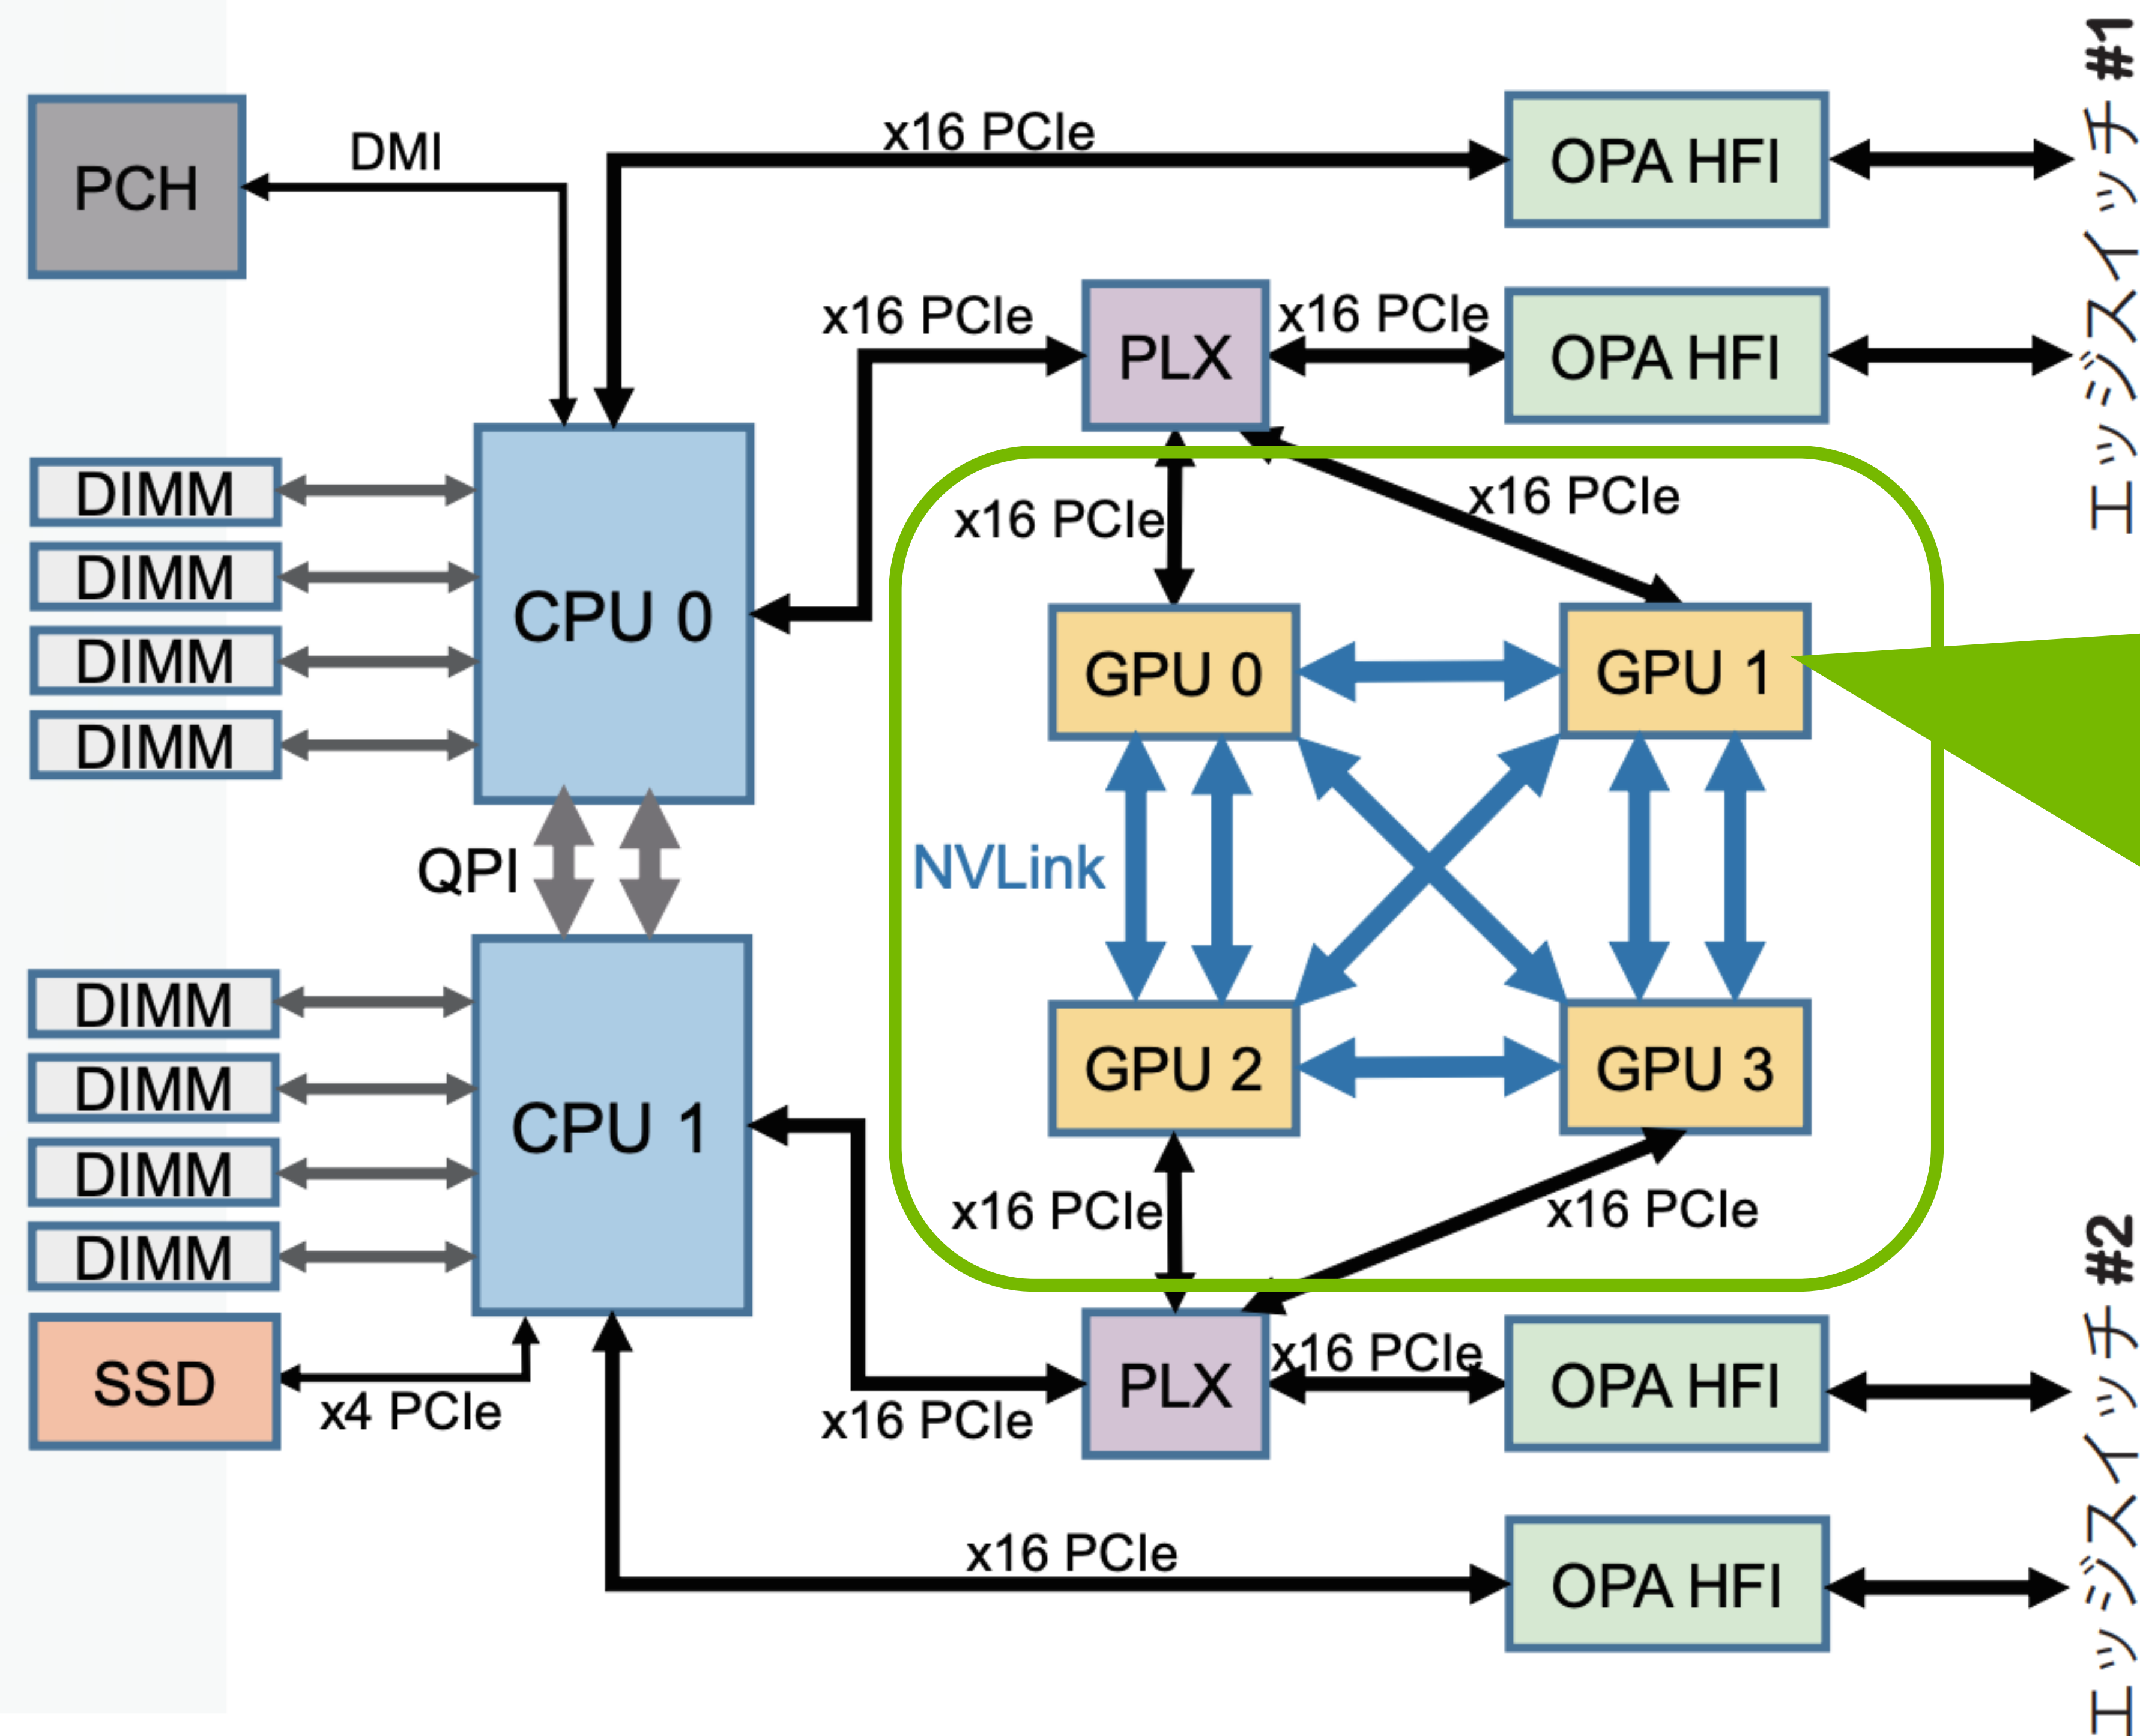 PCH
DMI
x16 PCIe
OPA HFI
エッジスイッチ #1
x16 PCIe
PLX
x16 PCIe
OPA HFI
DIMM
DIMM
DIMM
DIMM
CPU 0
x16 PCIe
x16 PCIe
GPU 0
GPU 1
QPI
NVLink
DIMM
DIMM
DIMM
DIMM
CPU 1
GPU 2
GPU 3
x16 PCIe
x16 PCIe
SSD
x4 PCIe
x16 PCIe
PLX
x16 PCIe
OPA HFI
エッジスイッチ #2
x16 PCIe
OPA HFI